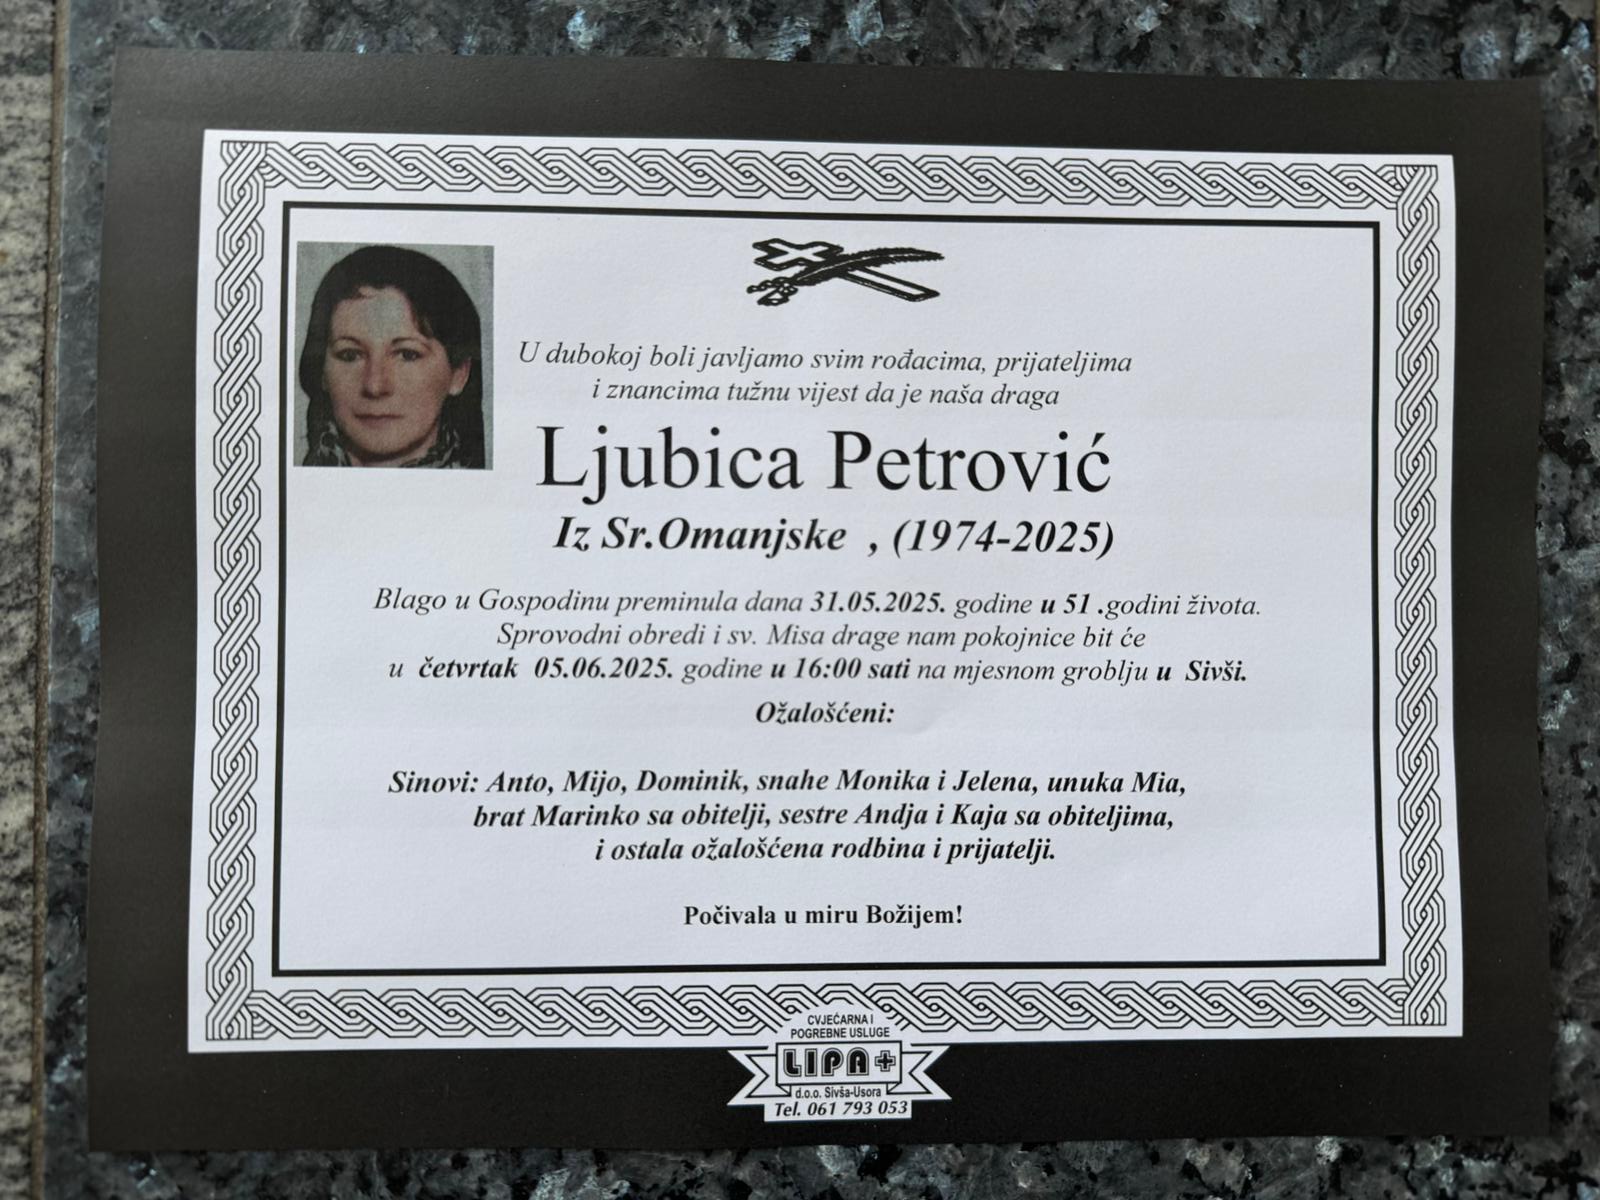 U dubokoj boli javljamo svim rođacima, prijateljima
i znancima tužnu vijest da je naša draga
Ljubica Petrović
Iz Sr.Omanjske , (1974-2025)
Blago u Gospodinu preminula dana 31.05.2025. godine u 51 .godini života.
Sprovodni obredi i sv. Misa drage nam pokojnice bit će
u četvrtak 05.06.2025. godine u 16:00 sati na mjesnom groblju u Sivši.
Ožalošćeni:
Sinovi: Anto, Mijo, Dominik, snahe Monika i Jelena, unuka Mia,
brat Marinko sa obitelji, sestre Andja i Kaja sa obiteljima,
i ostala ožalošćena rodbina i prijatelji.
Počivala u miru Božijem!
CVJEĆARNA I
POGREBNE USLUGE
LIPA+
d.o.o. Sivša-Usora
Tel. 061 793 053